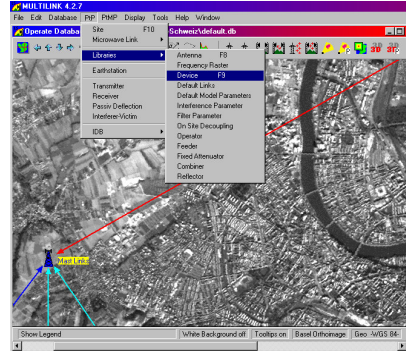 MULTILINK 4.2.7
File Edit Database PtP PtMP Display Tools Help Window
Operate Databa
Schweiz\default.db
Site F10
Microwave Link
Libraries
Earthstation
Transmitter
Receiver
Passiv Deflection
Interferer-Victim
IDB
Antenna F8
Frequency Raster
Device F9
Default Links
Default Model Parameters
Interference Parameter
Filter Parameter
On Site Decoupling
Operator
Feeder
Fixed Attenuator
Combiner
Reflector
Mast Links
Show Legend White Background off Tooltips on Basel Orthoimage Geo -WGS 84-